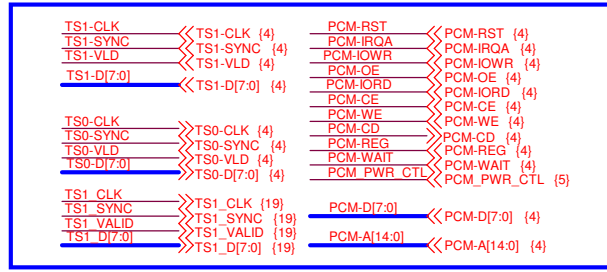 TS1-CLK TS1-CLK {4}
TS1-SYNC TS1-SYNC {4}
TS1-VLD TS1-VLD {4}
TS1-D[7:0] TS1-D[7:0] {4}
TS0-CLK TS0-CLK {4}
TS0-SYNC TS0-SYNC {4}
TS0-VLD TS0-VLD {4}
TS0-D[7:0] TS0-D[7:0] {4}
TS1_CLK TS1_CLK {19}
TS1_SYNC TS1_SYNC {19}
TS1_VALID TS1_VALID {19}
TS1_D[7:0] TS1_D[7:0] {19}
PCM-RST PCM-RST {4}
PCM-IRQA PCM-IRQA {4}
PCM-IOWR PCM-IOWR {4}
PCM-OE PCM-OE {4}
PCM-IORD PCM-IORD {4}
PCM-CE PCM-CE {4}
PCM-WE PCM-WE {4}
PCM-CD PCM-CD {4}
PCM-REG PCM-REG {4}
PCM-WAIT PCM-WAIT {4}
PCM_PWR_CTL PCM_PWR_CTL {5}
PCM-D[7:0] PCM-D[7:0] {4}
PCM-A[14:0] PCM-A[14:0] {4}